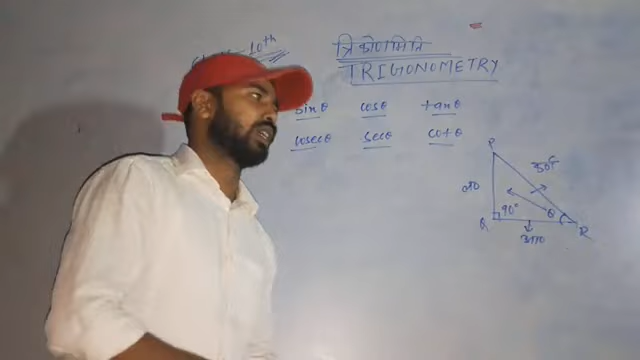 10th
त्रिकोणमिति
TRIGONOMETRY
sinθ cosθ tanθ
cosecθ secθ cotθ
P
लम्ब कर्ण
90° θ
Q R
आधार